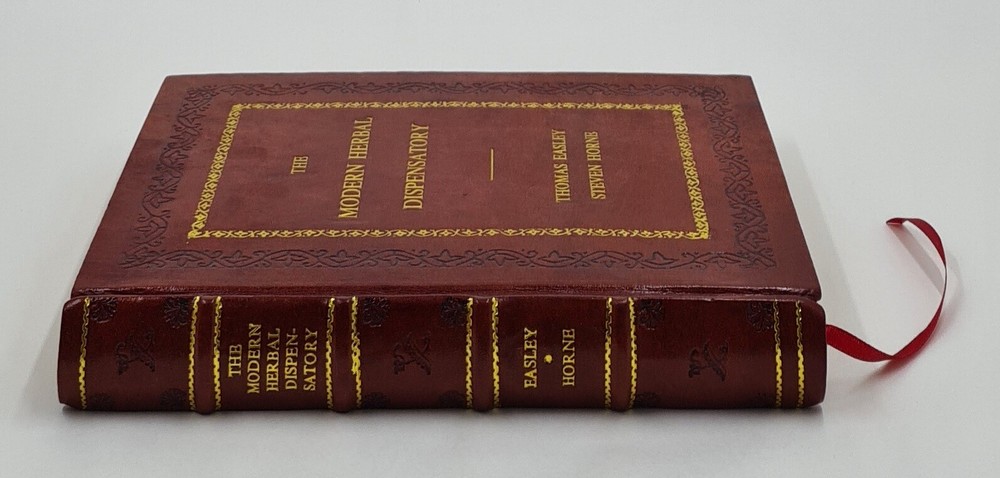 THE
MODERN HERBAL
DISPENSATORY
THOMAS EASLEY
STEVEN HORNE
THE
MODERN
HERBAL
DISPEN-
SATORY
EASLEY
HORNE